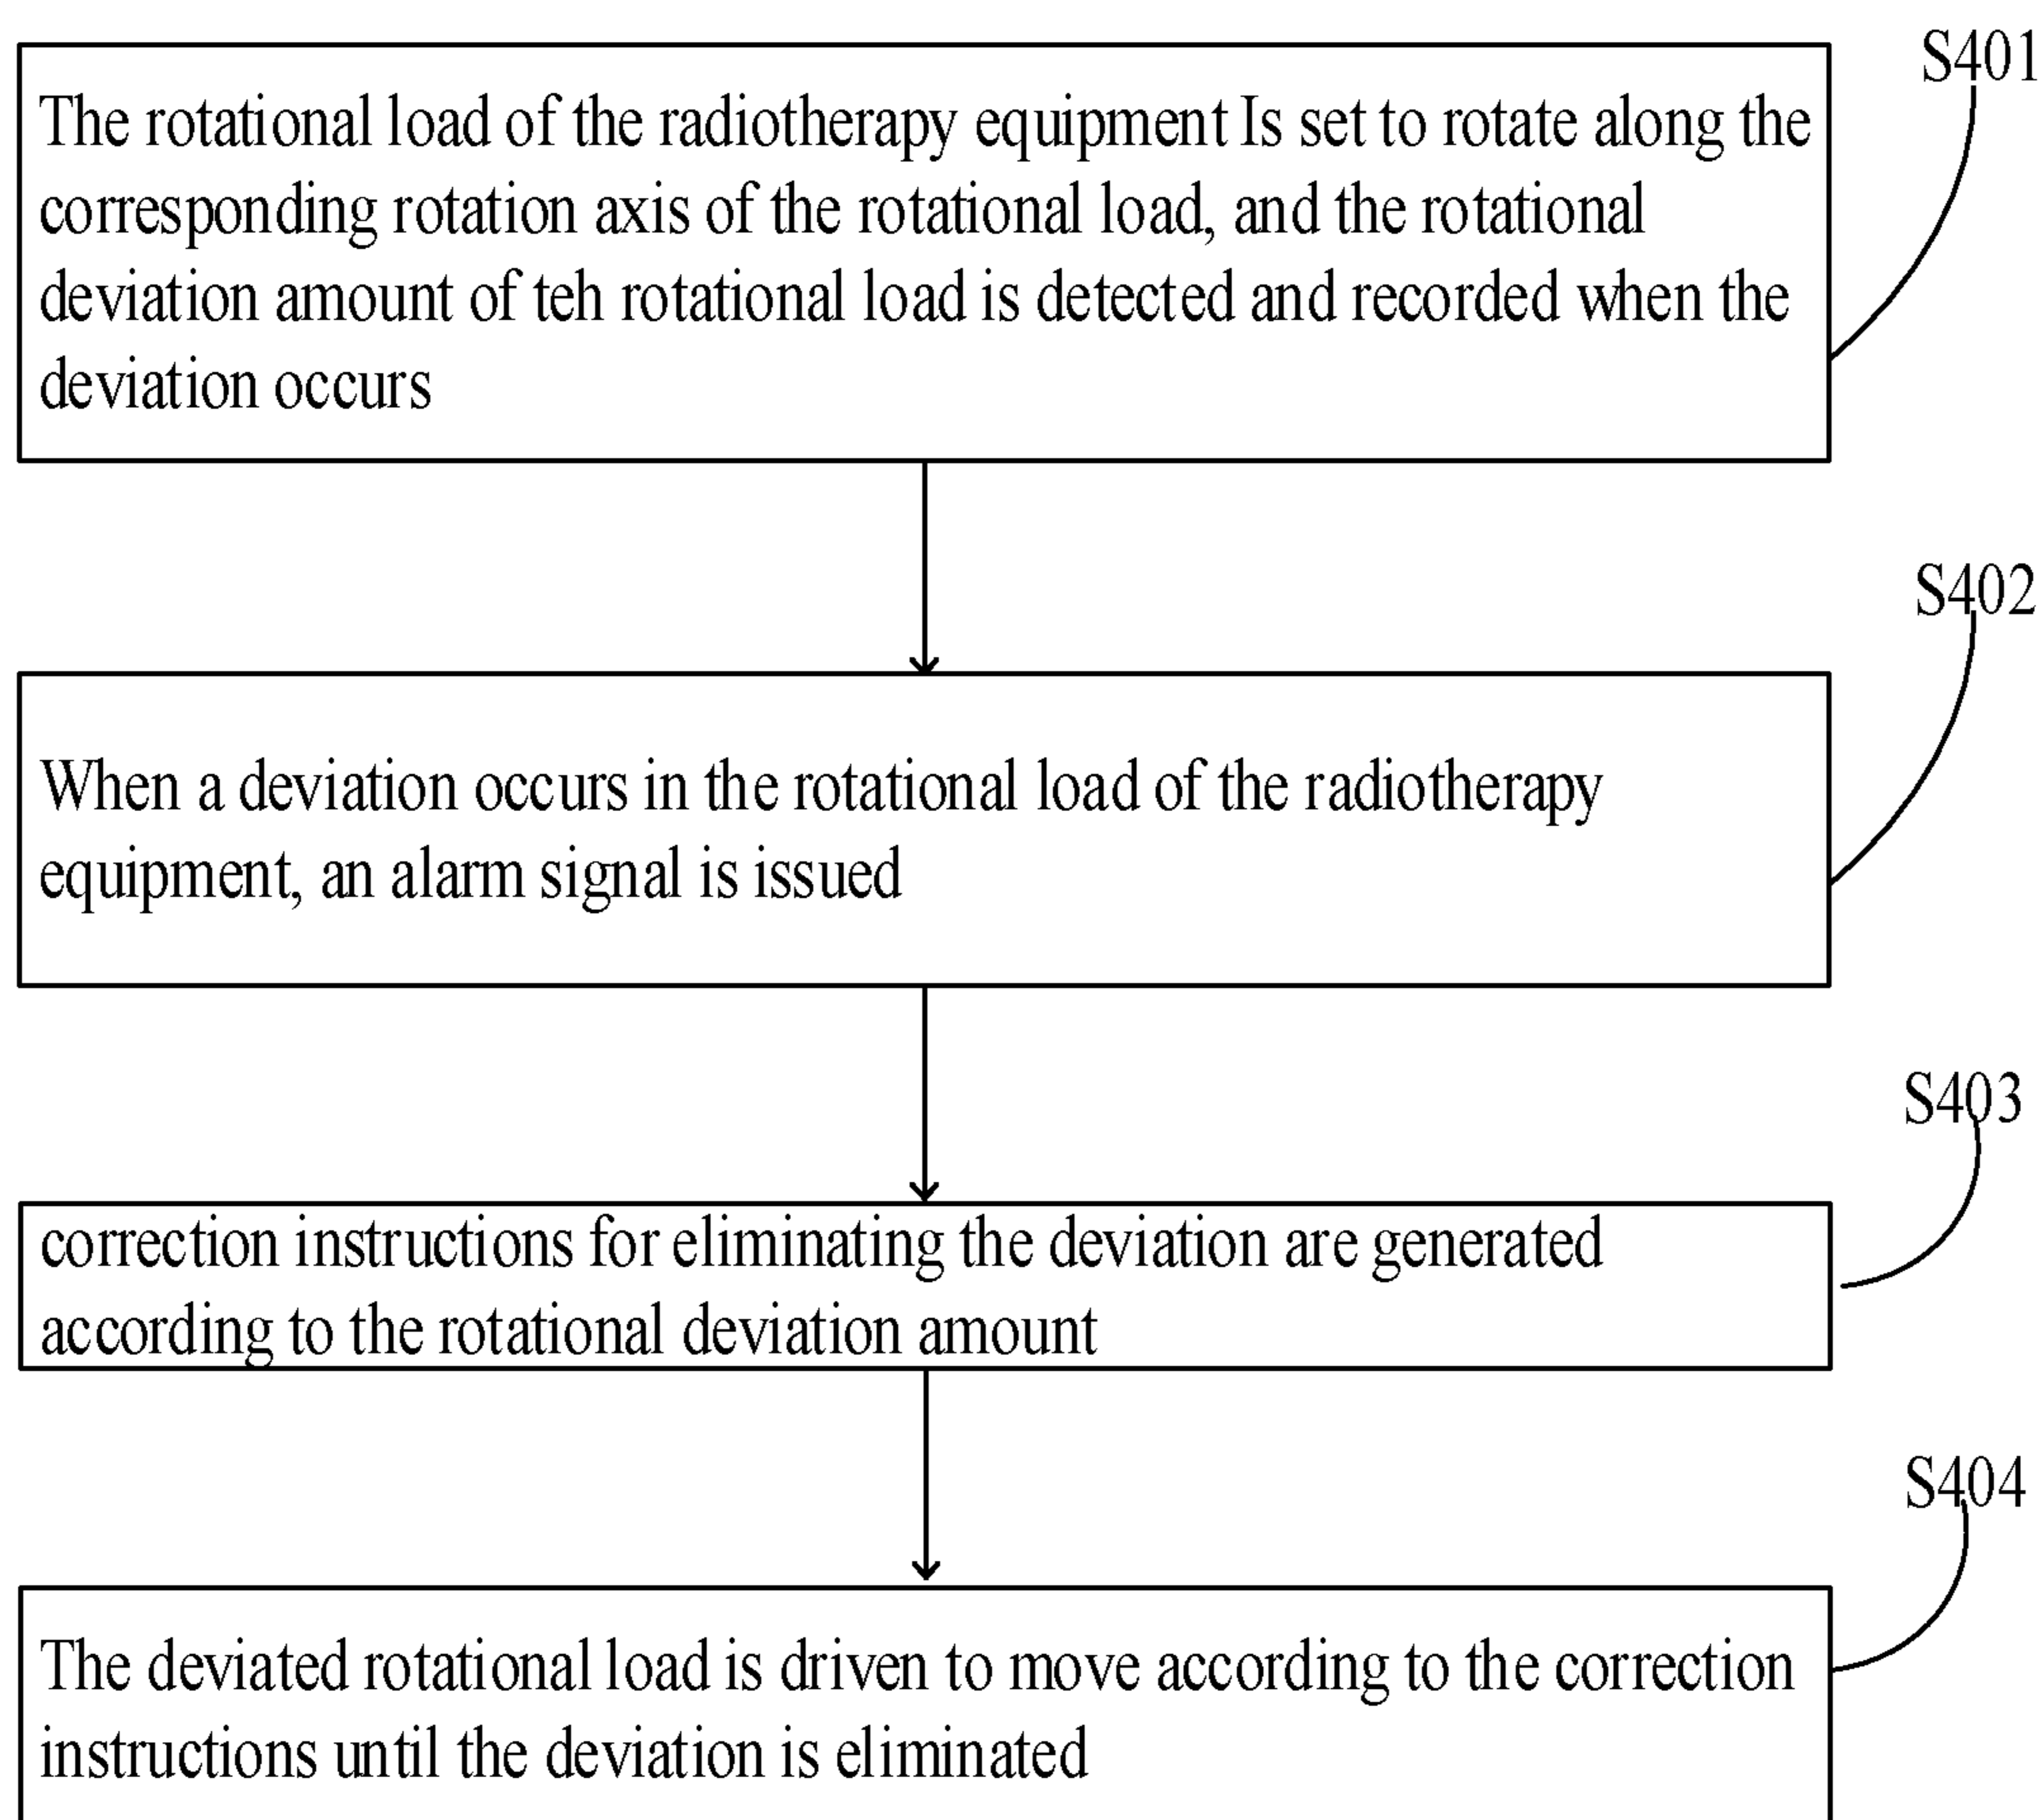 S401
The rotational load of the radiotherapy equipment Is set to rotate along the
corresponding rotation axis of the rotational load, and the rotational
deviation amount of teh rotational load is detected and recorded when the
deviation occurs
S402
When a deviation occurs in the rotational load of the radiotherapy
equipment, an alarm signal is issued
S403
correction instructions for eliminating the deviation are generated
according to the rotational deviation amount
S404
The deviated rotational load is driven to move according to the correction
instructions until the deviation is eliminated